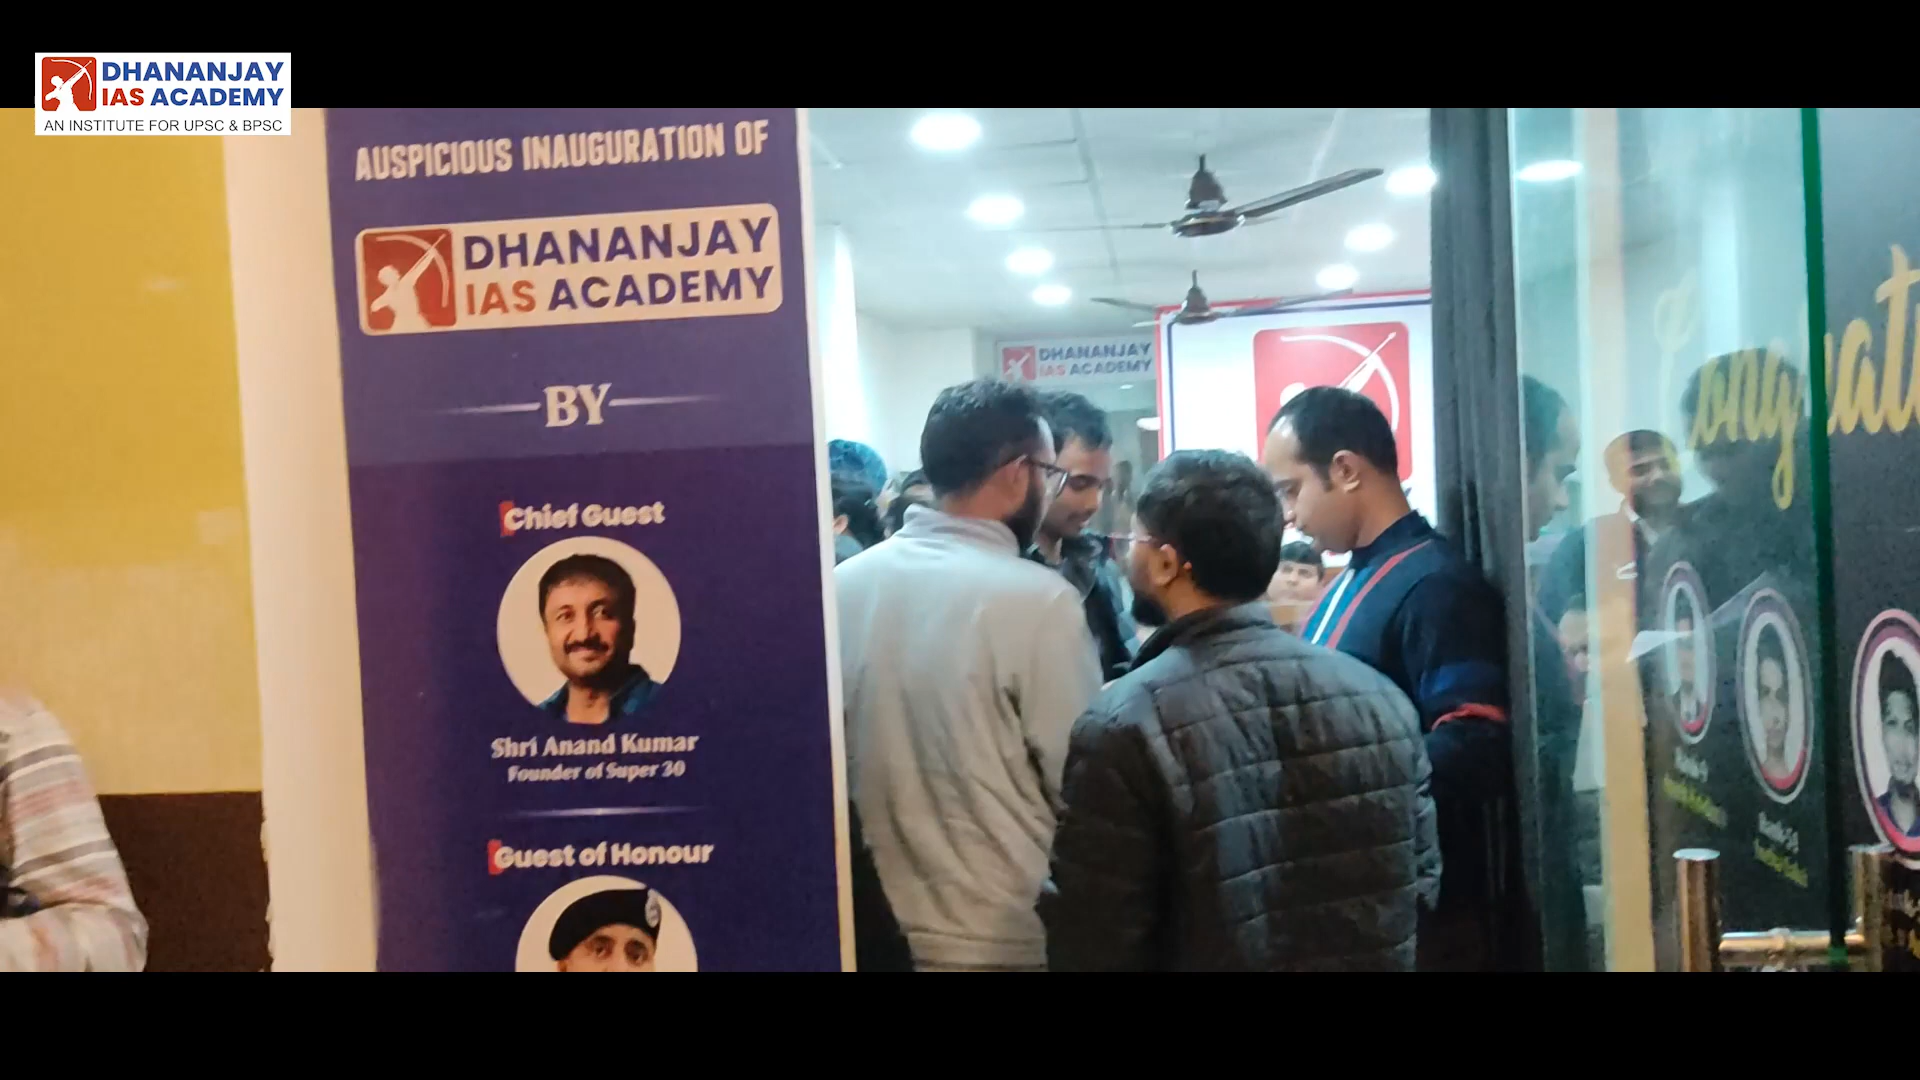 DHANANJAY
IAS ACADEMY
AN INSTITUTE FOR UPSC & BPSC
AUSPICIOUS INAUGURATION OF
DHANANJAY
IAS ACADEMY
BY
Chief Guest
Shri Anand Kumar
Founder of Super 30
Guest of Honour
DHANANJAY
IAS ACADEMY